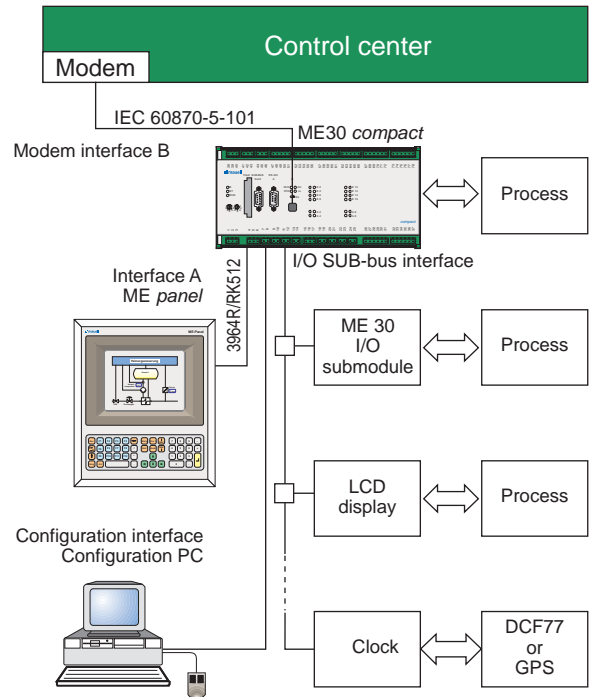 Control center
Modem
IEC 60870-5-101
ME30 compact
Modem interface B
Process
compact
I/O SUB-bus interface
Interface A
ME panel
3964R/RK512
ME 30
I/O
submodule
Process
LCD
display
Process
Configuration interface
Configuration PC
Clock
DCF77
or
GPS